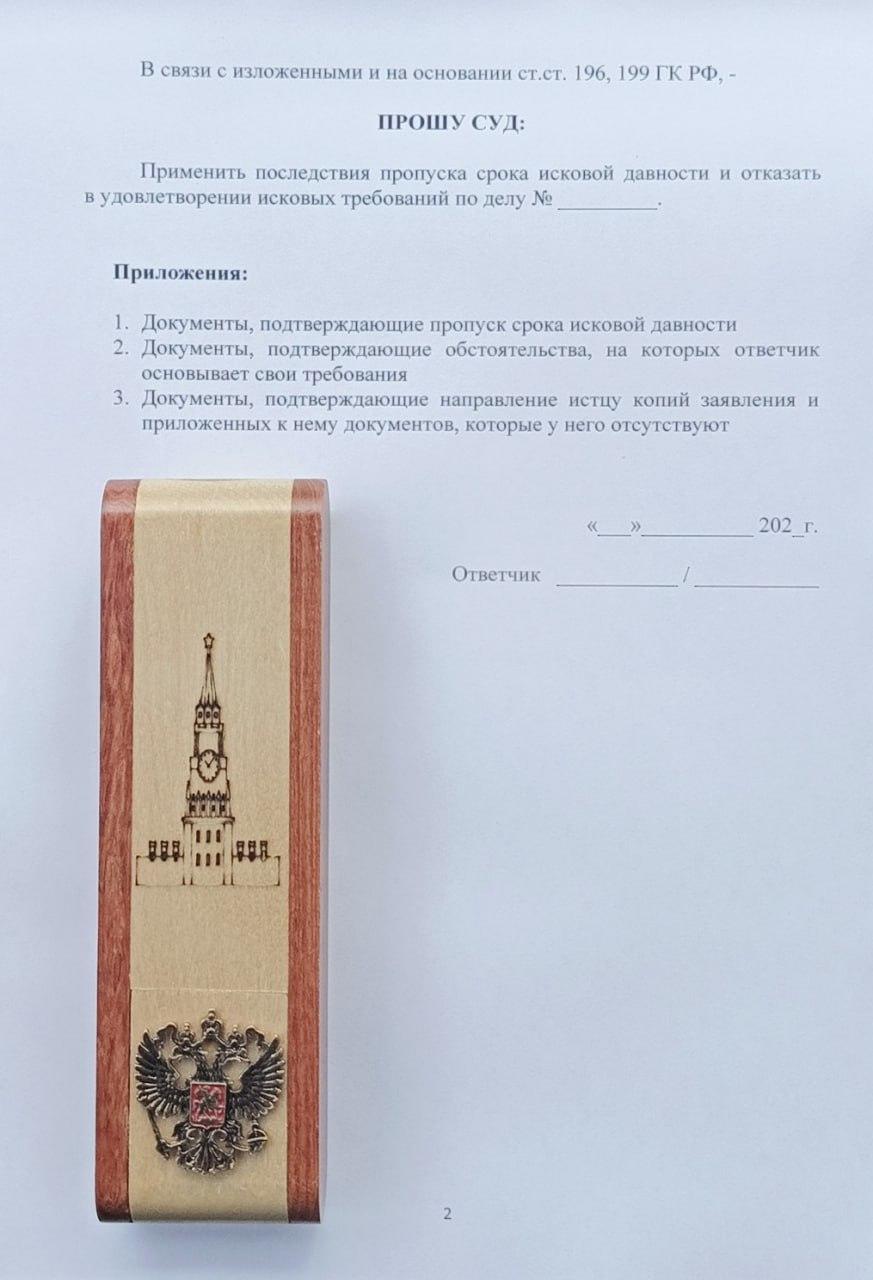 В связи с изложенными и на основании ст.ст. 196, 199 ГК РФ, -
ПРОШУ СУД:
Применить последствия пропуска срока исковой давности и отказать
в удовлетворении исковых требований по делу № _________.
Приложения:
1. Документы, подтверждающие пропуск срока исковой давности
2. Документы, подтверждающие обстоятельства, на которых ответчик
основывает свои требования
3. Документы, подтверждающие направление истцу копий заявления и
приложенных к нему документов, которые у него отсутствуют
«___»__________ 202_г.
Ответчик ___________ / ___________
2